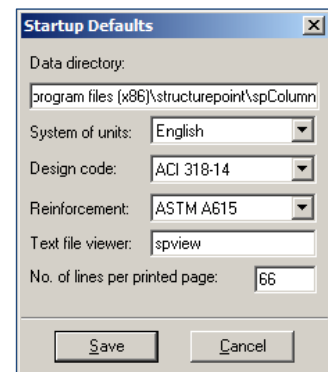 Startup Defaults
Data directory:
program files (x86)\structurepoint\spColumn
System of units: English
Design code: ACI 318-14
Reinforcement: ASTM A615
Text file viewer: spview
No. of lines per printed page: 66
Save Cancel